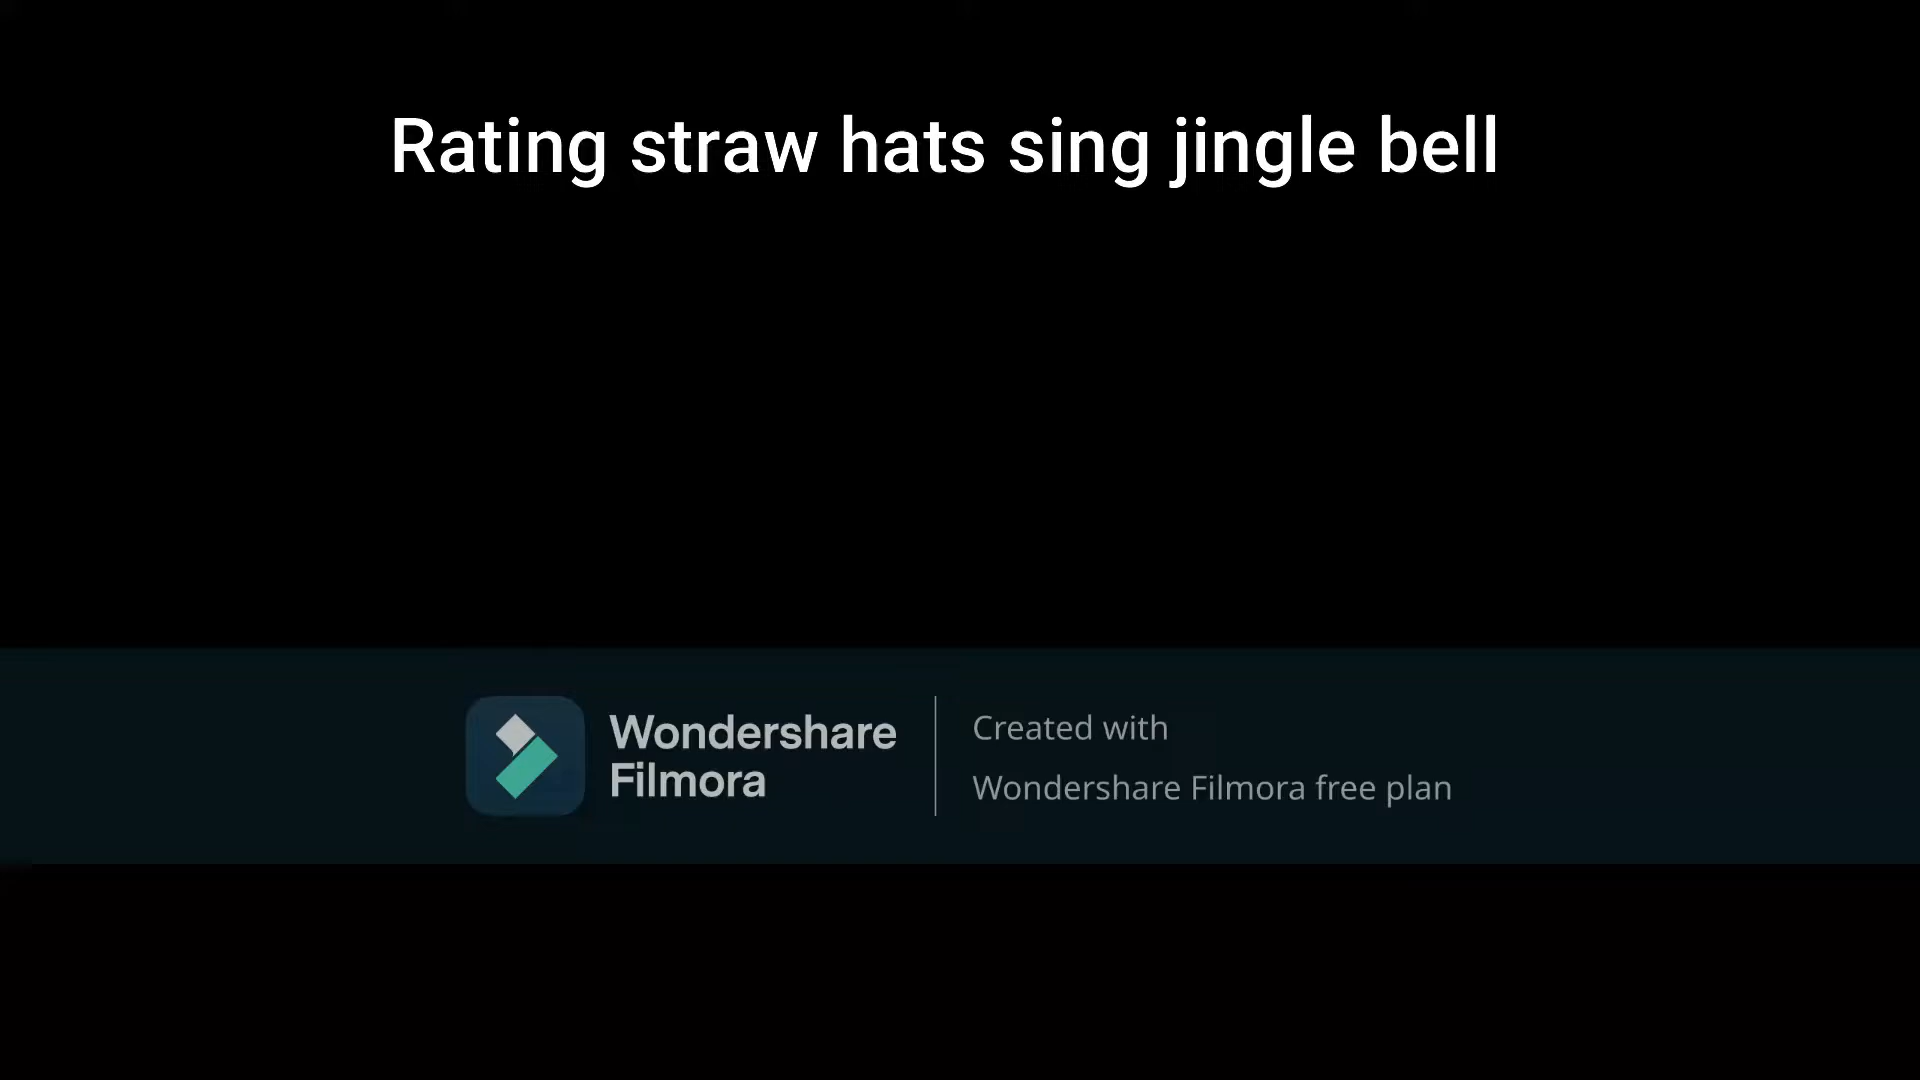 Rating straw hats sing jingle bell
Wondershare
Filmora
Created with
Wondershare Filmora free plan